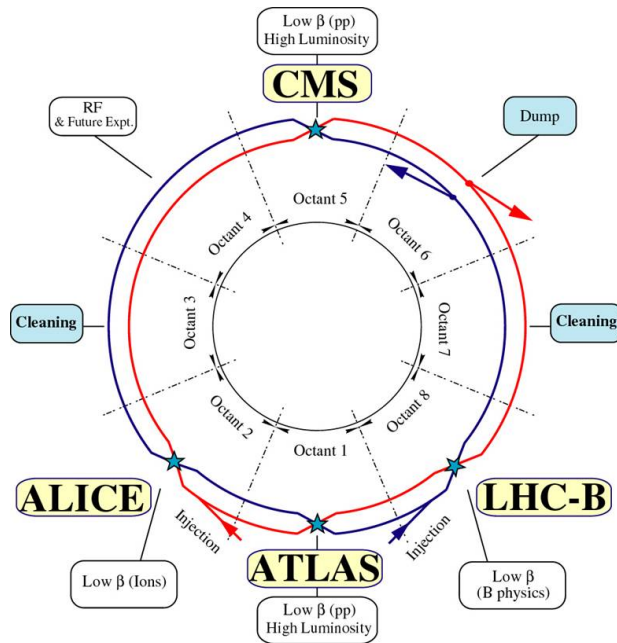 Low β (pp)
High Luminosity
CMS
RF
& Future Expt.
Dump
Octant 5
Octant 4
Octant 6
Cleaning
Octant 3
Octant 7
Cleaning
Octant 2
Octant 8
Octant 1
ALICE
LHC-B
Injection
Injection
ATLAS
Low β (Ions)
Low β (pp)
High Luminosity
Low β
(B physics)